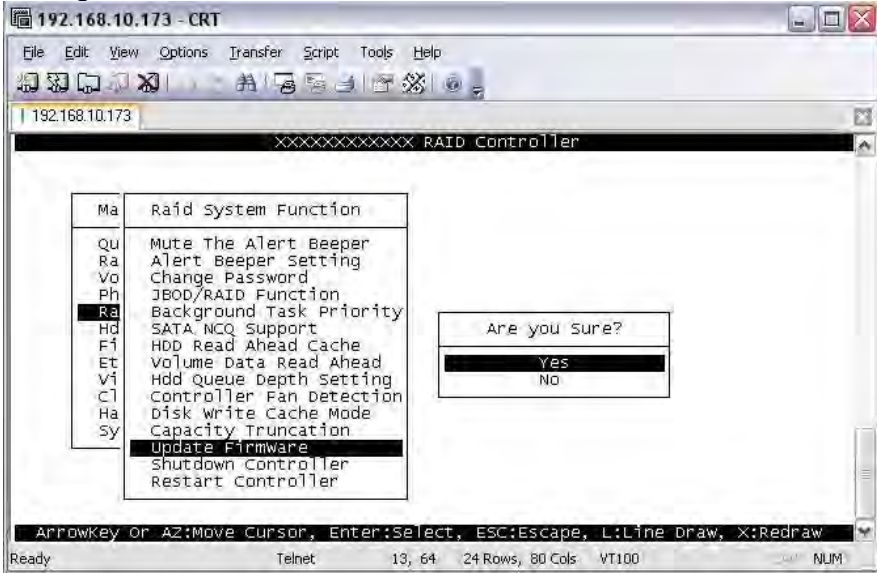 192.168.10.173 - CRT
File Edit View Options Transfer Script Tools Help
192.168.10.173
XXXXXXXXXXXXX RAID Controller
Ma
Qu
Ra
Vo
Ph
Ra
Hd
Fi
Et
Vi
Cl
Ha
Sy
Raid System Function
Mute The Alert Beeper
Alert Beeper Setting
Change Password
JBOD/RAID Function
Background Task Priority
SATA NCQ Support
HDD Read Ahead Cache
Volume Data Read Ahead
Hdd Queue Depth Setting
Controller Fan Detection
Disk Write Cache Mode
Capacity Truncation
Update Firmware
Shutdown Controller
Restart Controller
Are you Sure?
Yes
No
ArrowKey Or AZ:Move Cursor, Enter:Select, ESC:Escape, L:Line Draw, X:Redraw
Ready Telnet 13, 64 24 Rows, 80 Cols VT100 NUM